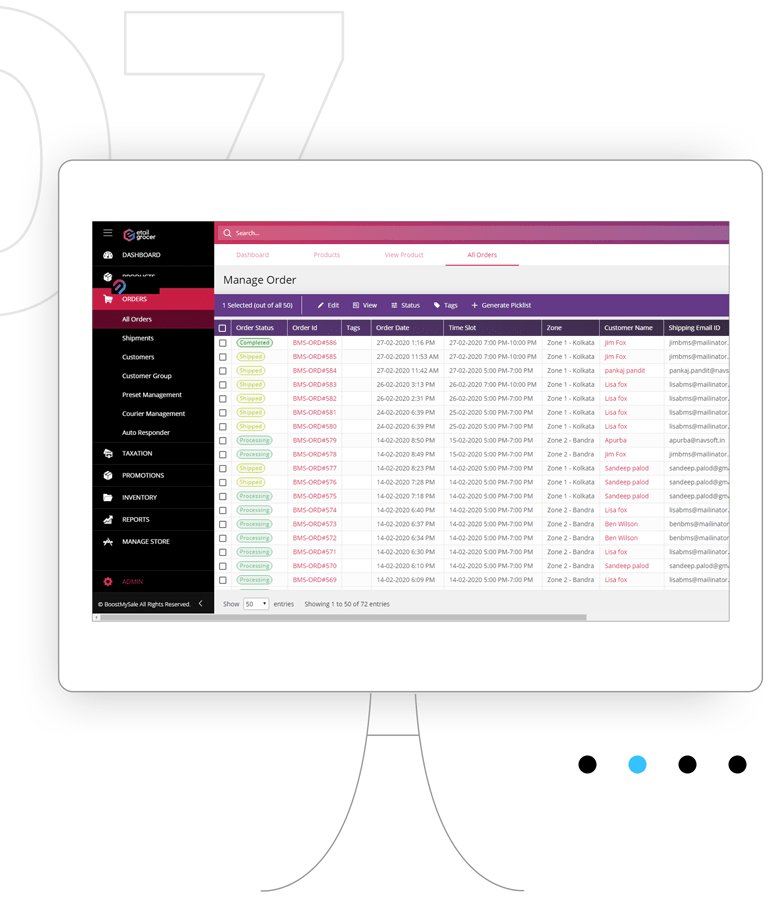 07
etail
grocer
Search...
DASHBOARD
Dashboard Products View Product All Orders
PRODUCTS
Manage Order
ORDERS
1 Selected (out of all 50) Edit View Status Tags Generate Picklist
All Orders
Shipments
Customers
Customer Group
Preset Management
Courier Management
Auto Responder
TAXATION
PROMOTIONS
INVENTORY
REPORTS
MANAGE STORE
ADMIN
© BoostMySale All Rights Reserved.
Order Status Order Id Tags Order Date Time Slot Zone Customer Name Shipping Email ID
Completed BMS-ORD#586 27-02-2020 1:16 PM 27-02-2020 7:00 PM-10:00 PM Zone 1 - Kolkata Jim Fox jimbms@mailinator.
Shipped BMS-ORD#585 27-02-2020 11:53 AM 27-02-2020 7:00 PM-10:00 PM Zone 1 - Kolkata Jim Fox jimbms@mailinator.
Shipped BMS-ORD#584 27-02-2020 11:42 AM 27-02-2020 5:00 PM-7:00 PM Zone 1 - Kolkata pankaj pandit pankaj.pandit@navs
Shipped BMS-ORD#583 26-02-2020 3:13 PM 26-02-2020 7:00 PM-10:00 PM Zone 1 - Kolkata Lisa fox lisabms@mailinator.
Shipped BMS-ORD#582 26-02-2020 2:31 PM 26-02-2020 5:00 PM-7:00 PM Zone 1 - Kolkata Lisa fox lisabms@mailinator.
Shipped BMS-ORD#581 24-02-2020 6:39 PM 25-02-2020 5:00 PM-7:00 PM Zone 1 - Kolkata Lisa fox lisabms@mailinator.
Shipped BMS-ORD#580 24-02-2020 6:39 PM 25-02-2020 5:00 PM-7:00 PM Zone 1 - Kolkata Lisa fox lisabms@mailinator.
Processing BMS-ORD#579 14-02-2020 8:50 PM 15-02-2020 5:00 PM-7:00 PM Zone 2 - Bandra Apurba apurba@navsoft.in
Processing BMS-ORD#578 14-02-2020 8:49 PM 15-02-2020 5:00 PM-7:00 PM Zone 2 - Bandra Jim Fox jimbms@mailinator.
Shipped BMS-ORD#577 14-02-2020 8:23 PM 14-02-2020 5:00 PM-7:00 PM Zone 1 - Kolkata Sandeep palod sandeep.palod@gma
Shipped BMS-ORD#576 14-02-2020 7:28 PM 14-02-2020 5:00 PM-7:00 PM Zone 1 - Kolkata Sandeep palod sandeep.palod@gma
Processing BMS-ORD#575 14-02-2020 7:18 PM 14-02-2020 5:00 PM-7:00 PM Zone 1 - Kolkata Sandeep palod sandeep.palod@gma
Processing BMS-ORD#574 14-02-2020 6:40 PM 14-02-2020 5:00 PM-7:00 PM Zone 2 - Bandra Lisa fox lisabms@mailinator.
Processing BMS-ORD#573 14-02-2020 6:37 PM 14-02-2020 5:00 PM-7:00 PM Zone 2 - Bandra Ben Wilson benbms@mailinator
Processing BMS-ORD#572 14-02-2020 6:34 PM 14-02-2020 5:00 PM-7:00 PM Zone 2 - Bandra Ben Wilson benbms@mailinator
Processing BMS-ORD#571 14-02-2020 6:30 PM 14-02-2020 5:00 PM-7:00 PM Zone 2 - Bandra Lisa fox lisabms@mailinator.
Processing BMS-ORD#570 14-02-2020 6:10 PM 14-02-2020 5:00 PM-7:00 PM Zone 2 - Bandra Sandeep palod sandeep.palod@gma
Processing BMS-ORD#569 14-02-2020 6:09 PM 14-02-2020 5:00 PM-7:00 PM Zone 2 - Bandra Lisa fox lisabms@mailinator.
Show 50 entries Showing 1 to 50 of 72 entries